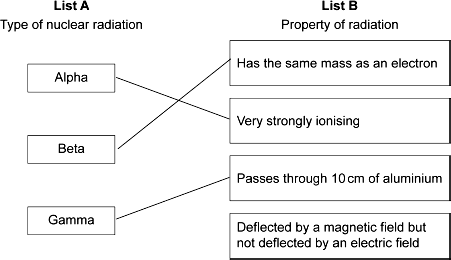 List A
Type of nuclear radiation
List B
Property of radiation
Alpha
Beta
Gamma
Has the same mass as an electron
Very strongly ionising
Passes through 10 cm of aluminium
Deflected by a magnetic field but
not deflected by an electric field